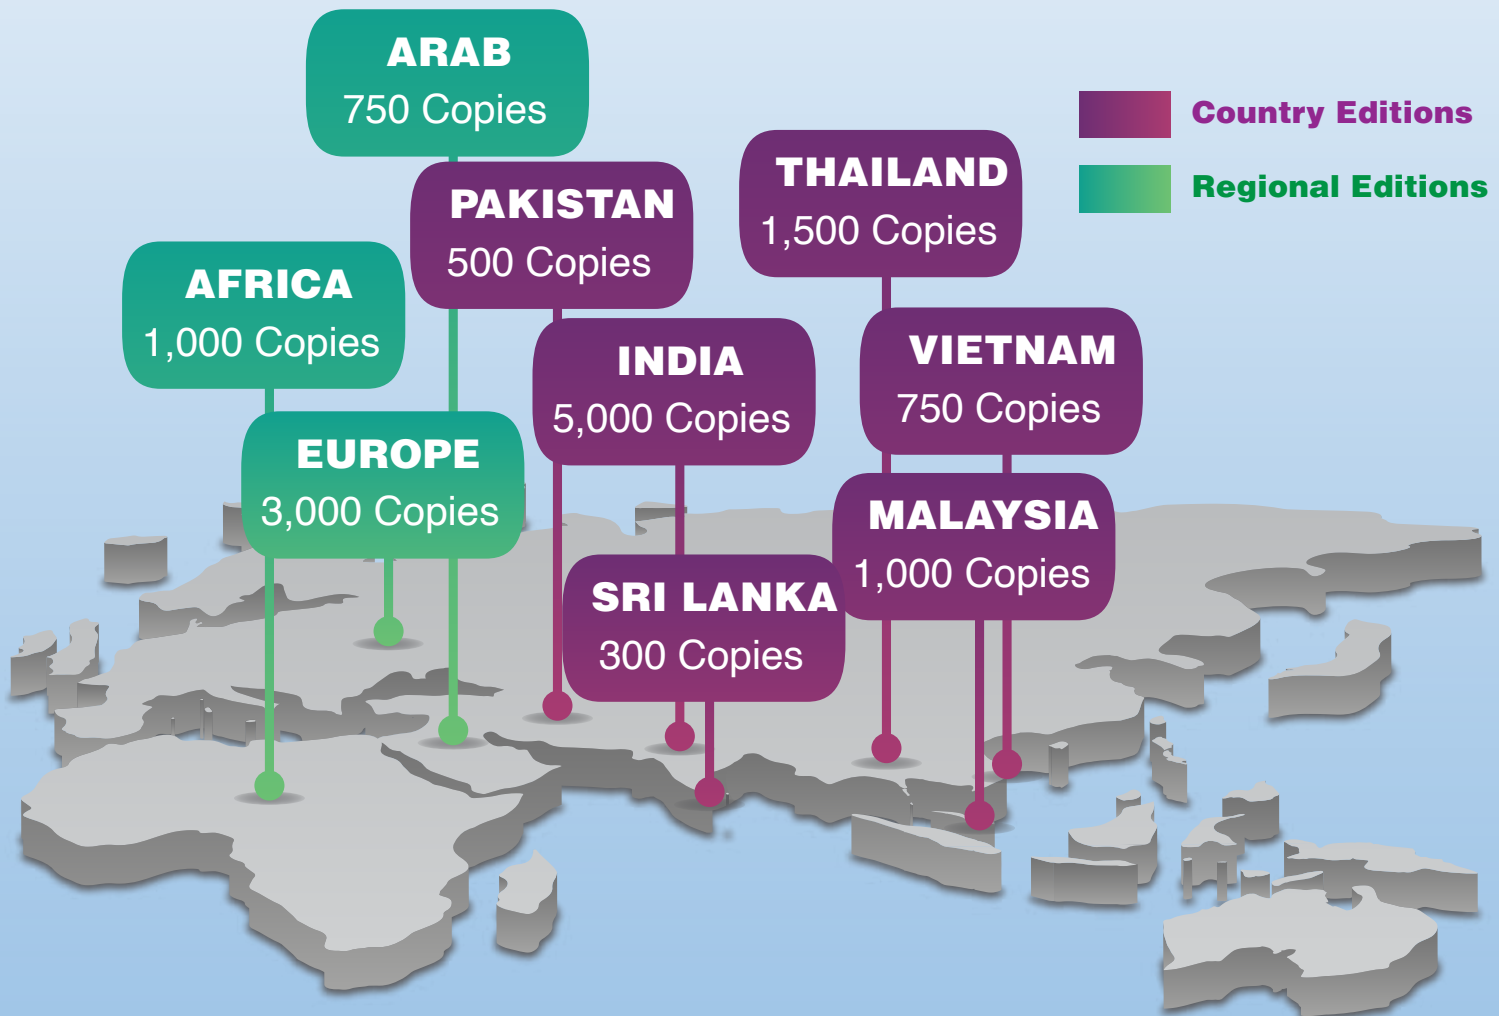 ARAB
750 Copies
Country Editions
Regional Editions
THAILAND
1,500 Copies
PAKISTAN
500 Copies
AFRICA
1,000 Copies
INDIA
5,000 Copies
VIETNAM
750 Copies
EUROPE
3,000 Copies
MALAYSIA
1,000 Copies
SRI LANKA
300 Copies